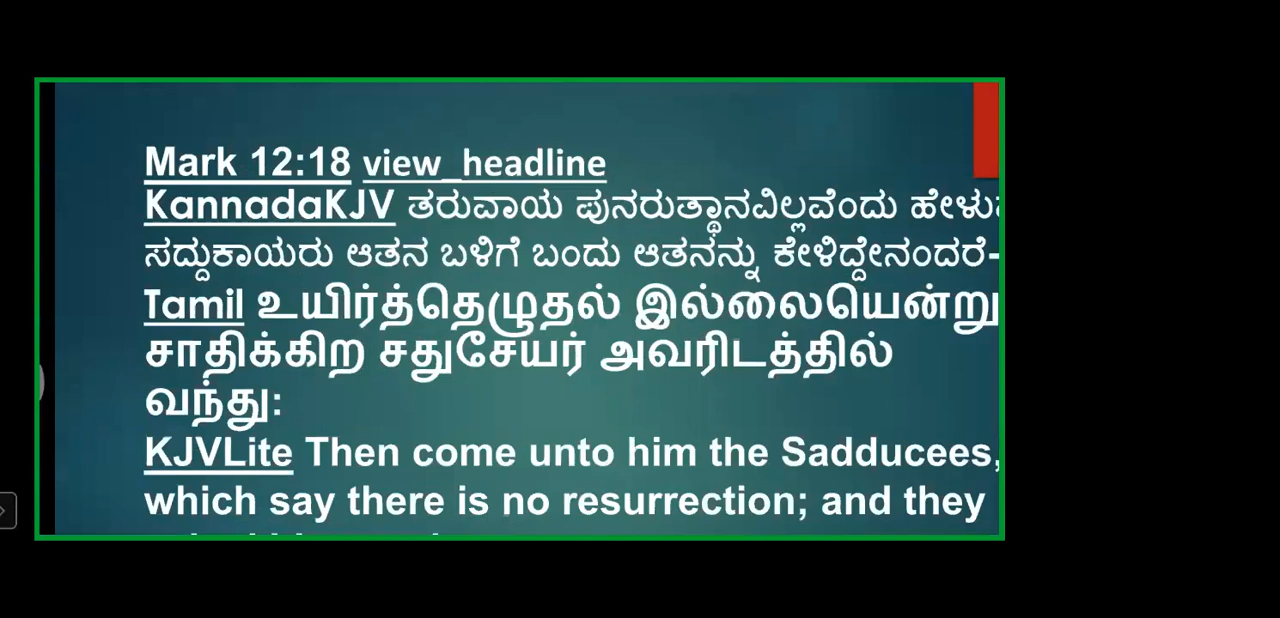 Mark 12:18 view_headline
KannadaKJV ತರುವಾಯ ಪುನರುತ್ಥಾನವಿಲ್ಲವೆಂದು
ಸದ್ದುಕಾಯರು ಆತನ ಬಳಿಗೆ ಬಂದು ಆತನನ್ನು ಕೇಳಿದ್ದೇನಂದರೆ-
Tamil உயிர்த்தெழுதல் இல்லையென்று
சாதிக்கிற சதுசேயர் அவரிடத்தில்
வந்து:
KJVLite Then come unto him the Sadducees,
which say there is no resurrection; and they